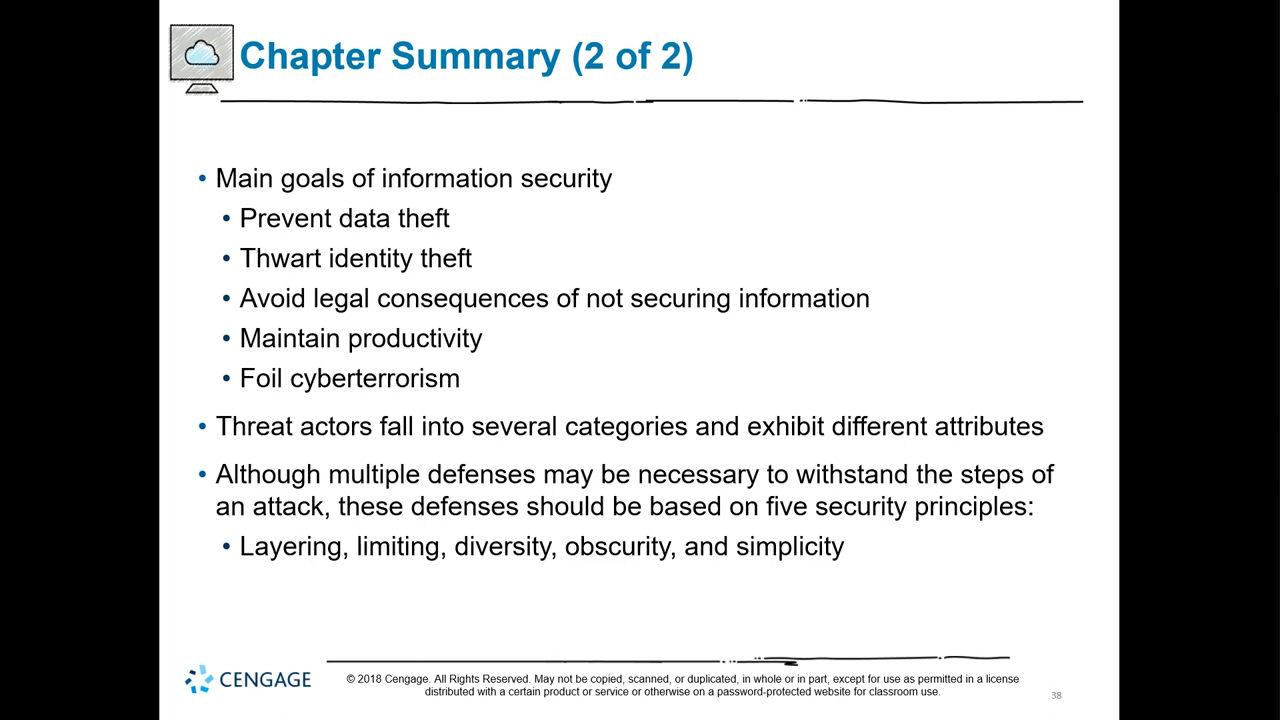 Chapter Summary (2 of 2)
• Main goals of information security
• Prevent data theft
• Thwart identity theft
• Avoid legal consequences of not securing information
• Maintain productivity
• Foil cyberterrorism
• Threat actors fall into several categories and exhibit different attributes
• Although multiple defenses may be necessary to withstand the steps of
an attack, these defenses should be based on five security principles:
• Layering, limiting, diversity, obscurity, and simplicity
CENGAGE
© 2018 Cengage. All Rights Reserved. May not be copied, scanned, or duplicated, in whole or in part, except for use as permitted in a license
distributed with a certain product or service or otherwise on a password-protected website for classroom use.
38